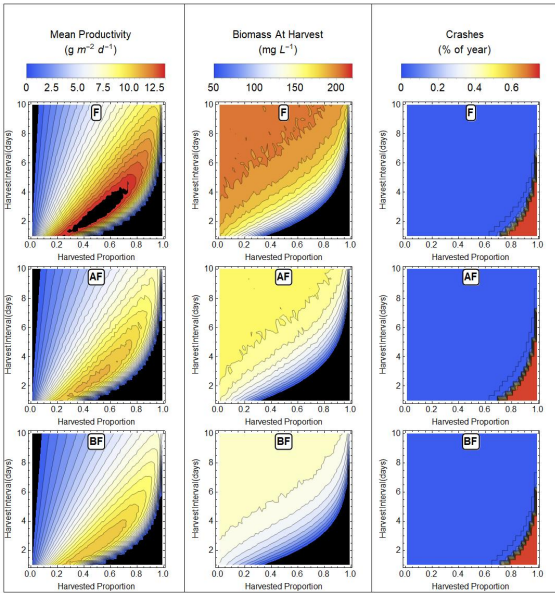 Mean Productivity
(g m⁻² d⁻¹)
0 2.5 5.0 7.5 10.0 12.5
Biomass At Harvest
(mg L⁻¹)
50 100 150 200
Crashes
(% of year)
0 0.2 0.4 0.6
F
Harvest Interval (days)
10
8
6
4
2
0.0 0.2 0.4 0.6 0.8 1.0
Harvested Proportion
F
Harvest Interval (days)
10
8
6
4
2
0.0 0.2 0.4 0.6 0.8 1.0
Harvested Proportion
F
Harvest Interval (days)
10
8
6
4
2
0.0 0.2 0.4 0.6 0.8 1.0
Harvested Proportion
AF
Harvest Interval (days)
10
8
6
4
2
0.0 0.2 0.4 0.6 0.8 1.0
Harvested Proportion
AF
Harvest Interval (days)
10
8
6
4
2
0.0 0.2 0.4 0.6 0.8 1.0
Harvested Proportion
AF
Harvest Interval (days)
10
8
6
4
2
0.0 0.2 0.4 0.6 0.8 1.0
Harvested Proportion
BF
Harvest Interval (days)
10
8
6
4
2
0.0 0.2 0.4 0.6 0.8 1.0
Harvested Proportion
BF
Harvest Interval (days)
10
8
6
4
2
0.0 0.2 0.4 0.6 0.8 1.0
Harvested Proportion
BF
Harvest Interval (days)
10
8
6
4
2
0.0 0.2 0.4 0.6 0.8 1.0
Harvested Proportion